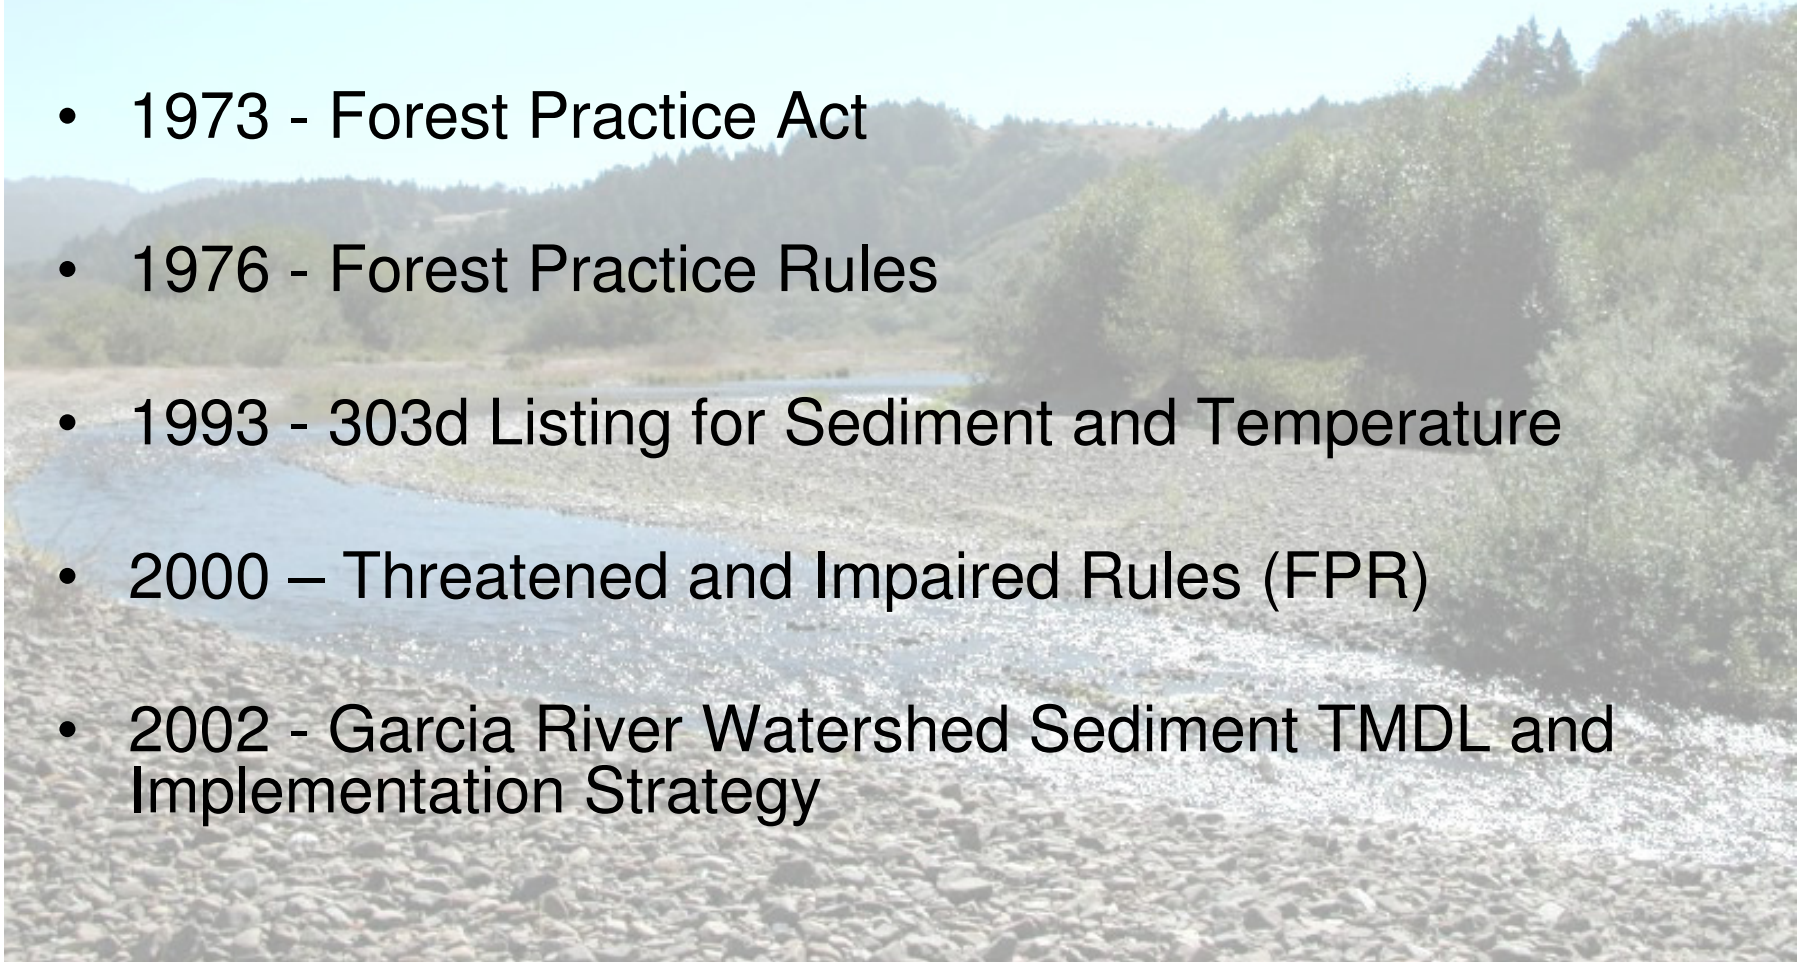 • 1973 - Forest Practice Act
• 1976 - Forest Practice Rules
• 1993 - 303d Listing for Sediment and Temperature
• 2000 – Threatened and Impaired Rules (FPR)
• 2002 - Garcia River Watershed Sediment TMDL and
Implementation Strategy